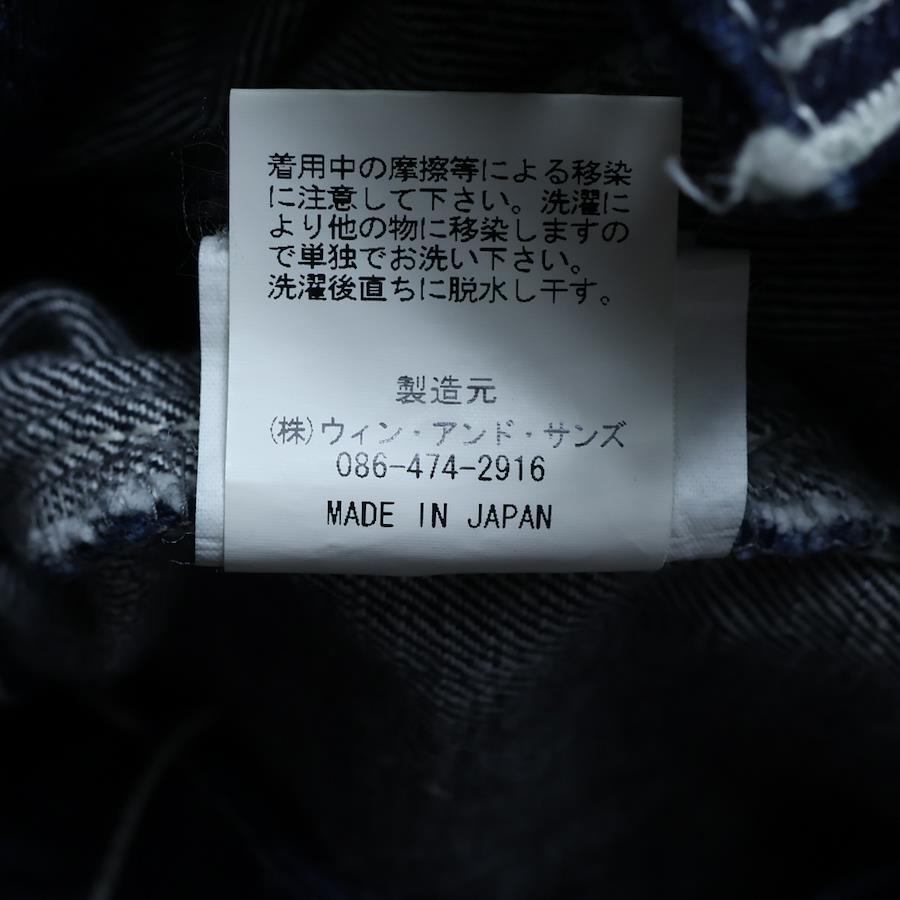 着用中の摩擦等による移染
に注意して下さい。洗濯に
より他の物に移染しますの
で単独でお洗い下さい。
洗濯後直ちに脱水し干す。
製造元
(株)ウィン・アンド・サンズ
086-474-2916
MADE IN JAPAN